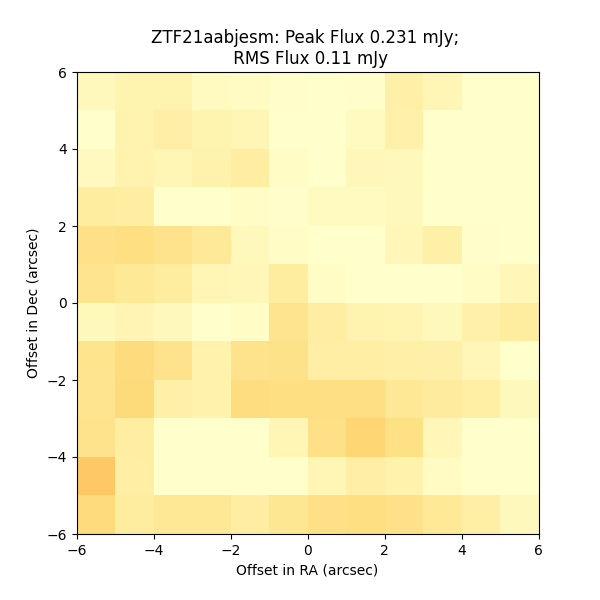 ZTF21aabjesm: Peak Flux 0.231 mJy;
RMS Flux 0.11 mJy
6
4
2
0
−2
−4
−6
Offset in Dec (arcsec)
−6 −4 −2 0 2 4 6
Offset in RA (arcsec)